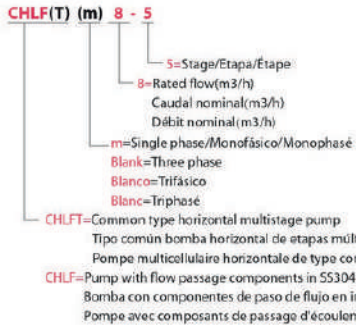 CHLF(T) (m) 8 - 5
5=Stage/Etapa/Étape
8=Rated flow(m3/h)
Caudal nominal(m3/h)
Débit nominal(m3/h)
m=Single phase/Monofásico/Monophasé
Blank=Three phase
Blanco=Trifásico
Blanc=Triphasé
CHLFT=Common type horizontal multistage pump
Tipo común bomba horizontal de etapas
Pompe multicellulaire horizontale de type
CHLF=Pump with flow passage components in SS304
Bomba con componentes de paso de flujo en
Pompe avec composants de passage